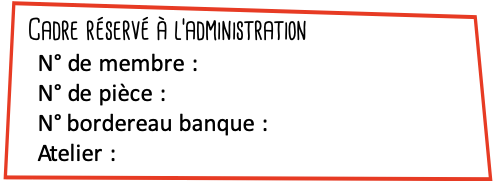 Cadre réservé à l'administration
N° de membre :
N° de pièce :
N° bordereau banque :
Atelier :